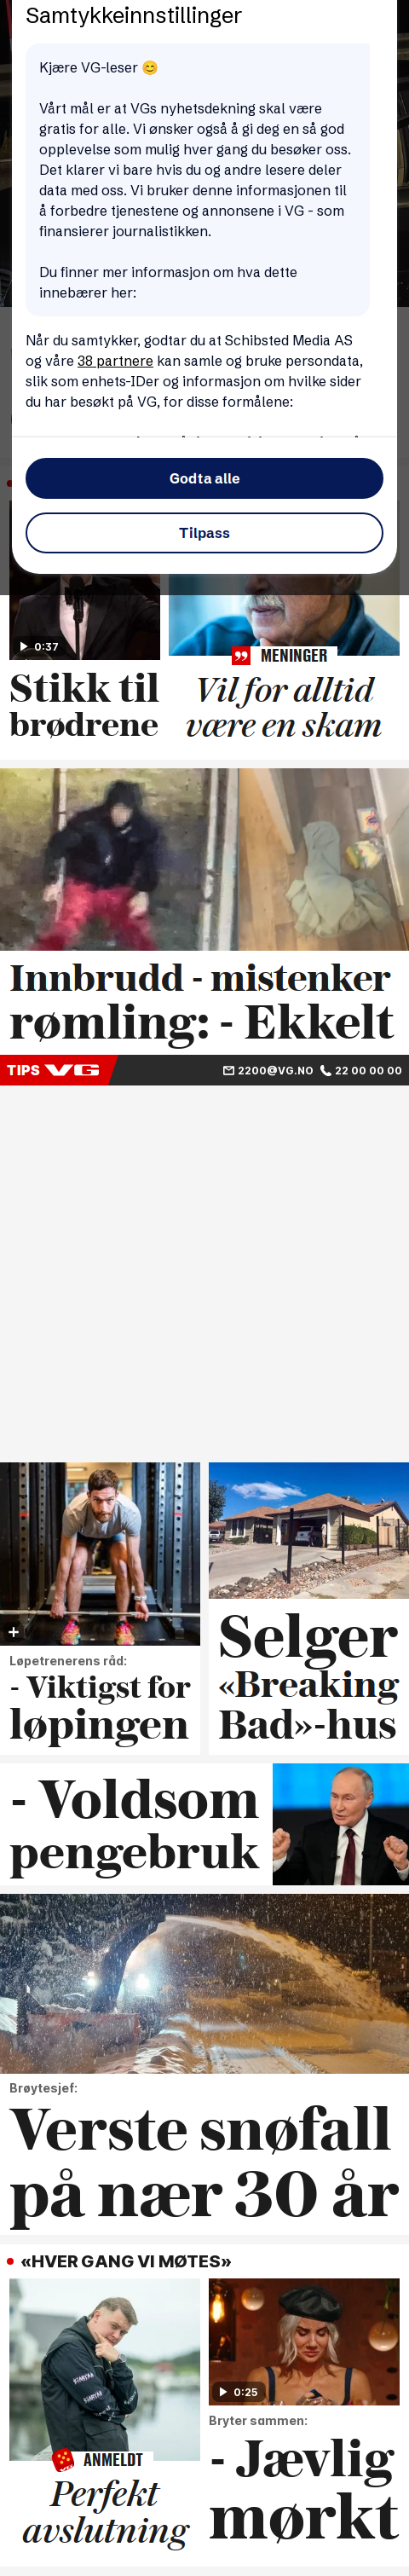 Samtykkeinnstillinger
Kjære VG-leser 😊
Vårt mål er at VGs nyhetsdekning skal være
gratis for alle. Vi ønsker også å gi deg en så god
opplevelse som mulig hver gang du besøker oss.
Det klarer vi bare hvis du og andre lesere deler
data med oss. Vi bruker denne informasjonen til
å forbedre tjenestene og annonsene i VG - som
finansierer journalistikken.
Du finner mer informasjon om hva dette
innebærer her:
Når du samtykker, godtar du at Schibsted Media AS
og våre 38 partnere kan samle og bruke persondata,
slik som enhets-IDer og informasjon om hvilke sider
du har besøkt på VG, for disse formålene:
Godta alle
Tilpass
0:37
Stikk til
brødrene
MENINGER
Vil for alltid
være en skam
Innbrudd - mistenker
rømling: - Ekkelt
TIPS VG 2200@VG.NO 22 00 00 00
Løpetrenerens råd:
- Viktigst for
løpingen
Selger
«Breaking
Bad»-hus
- Voldsom
pengebruk
Brøytesjef:
Verste snøfall
på nær 30 år
«HVER GANG VI MØTES»
STARTAA
STARTAA
ANMELDT
Perfekt
avslutning
0:25
Bryter sammen:
- Jævlig
mørkt